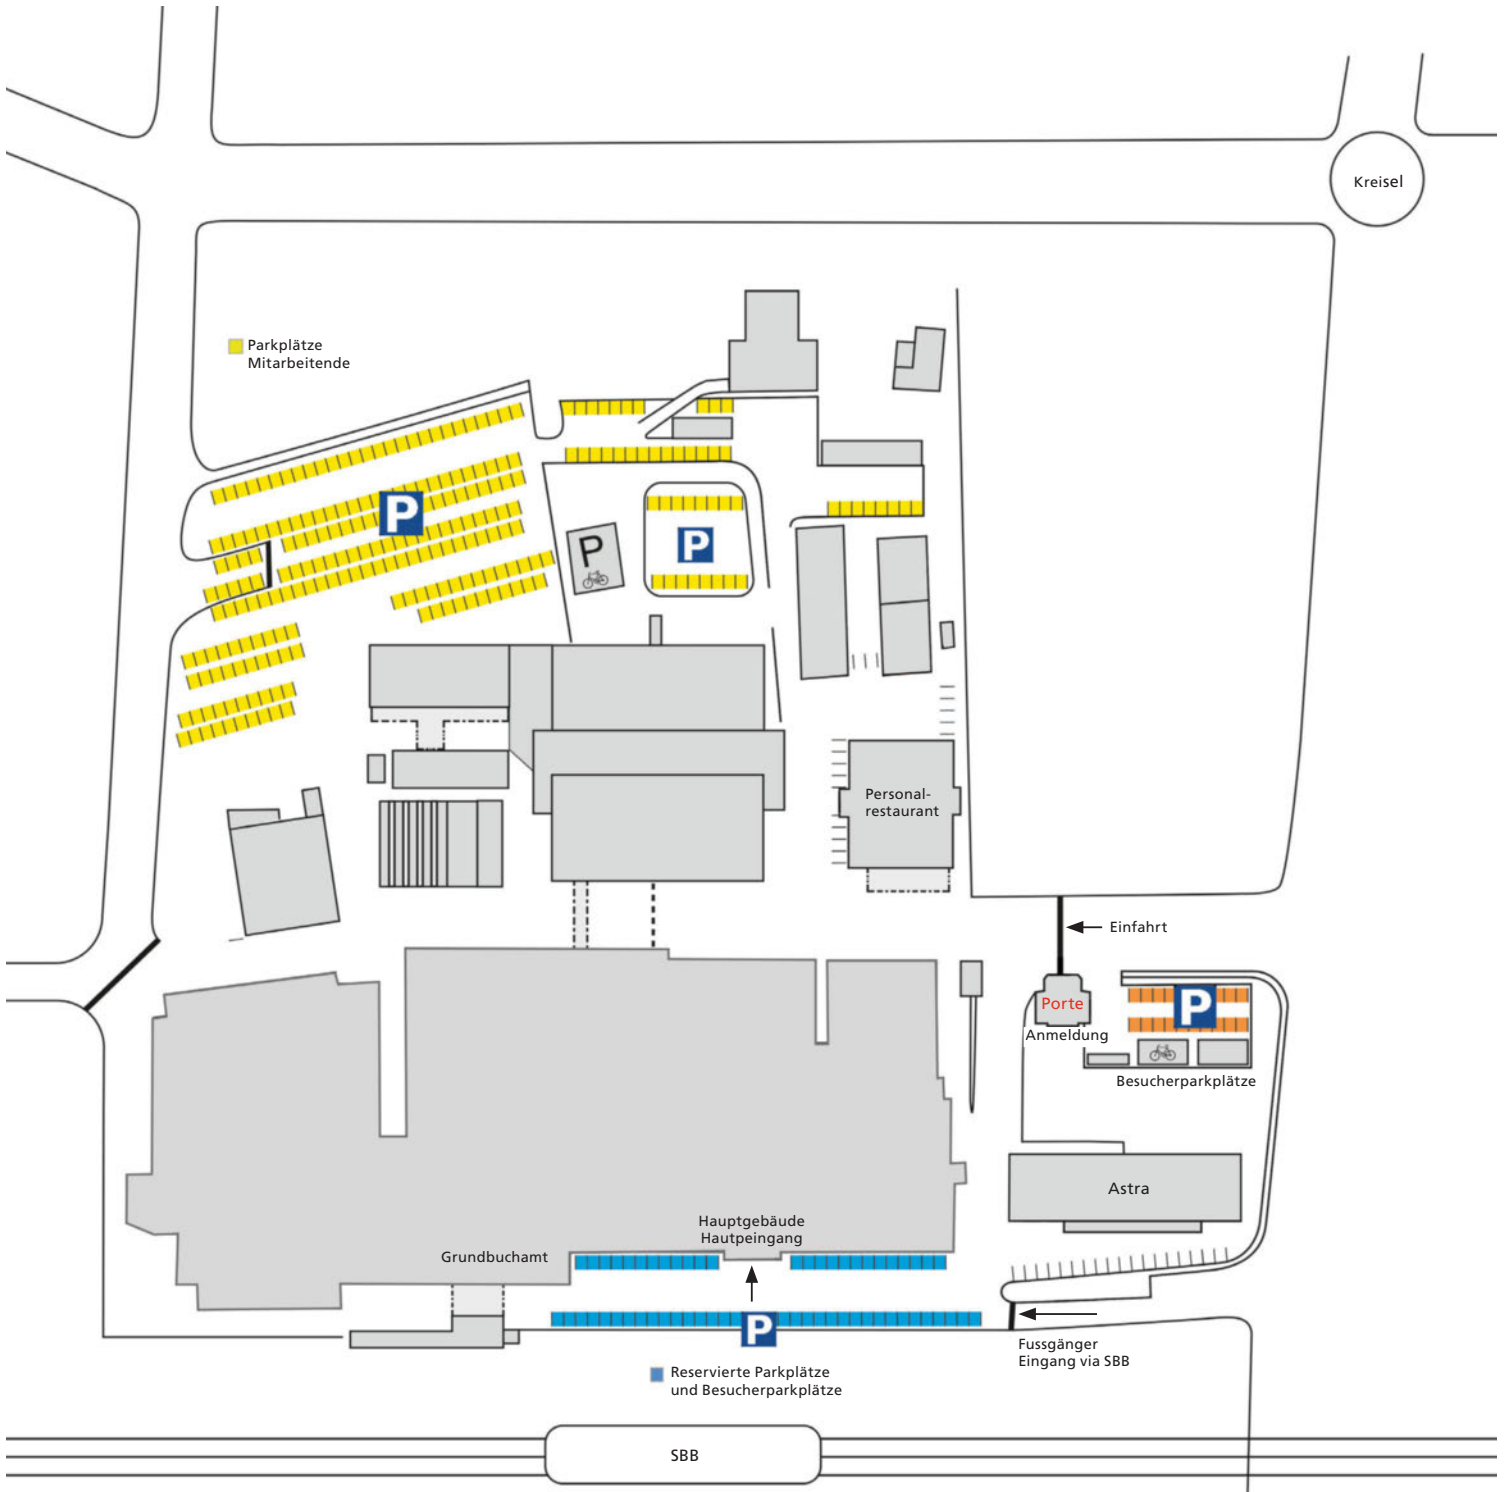 Kreisel
Parkplätze
Mitarbeitende
P
P
P
Personal-
restaurant
Einfahrt
Porte
P
Anmeldung
Besucherparkplätze
Astra
Hauptgebäude
Hautpeingang
Grundbuchamt
P
Fussgänger
Eingang via SBB
Reservierte Parkplätze
und Besucherparkplätze
SBB